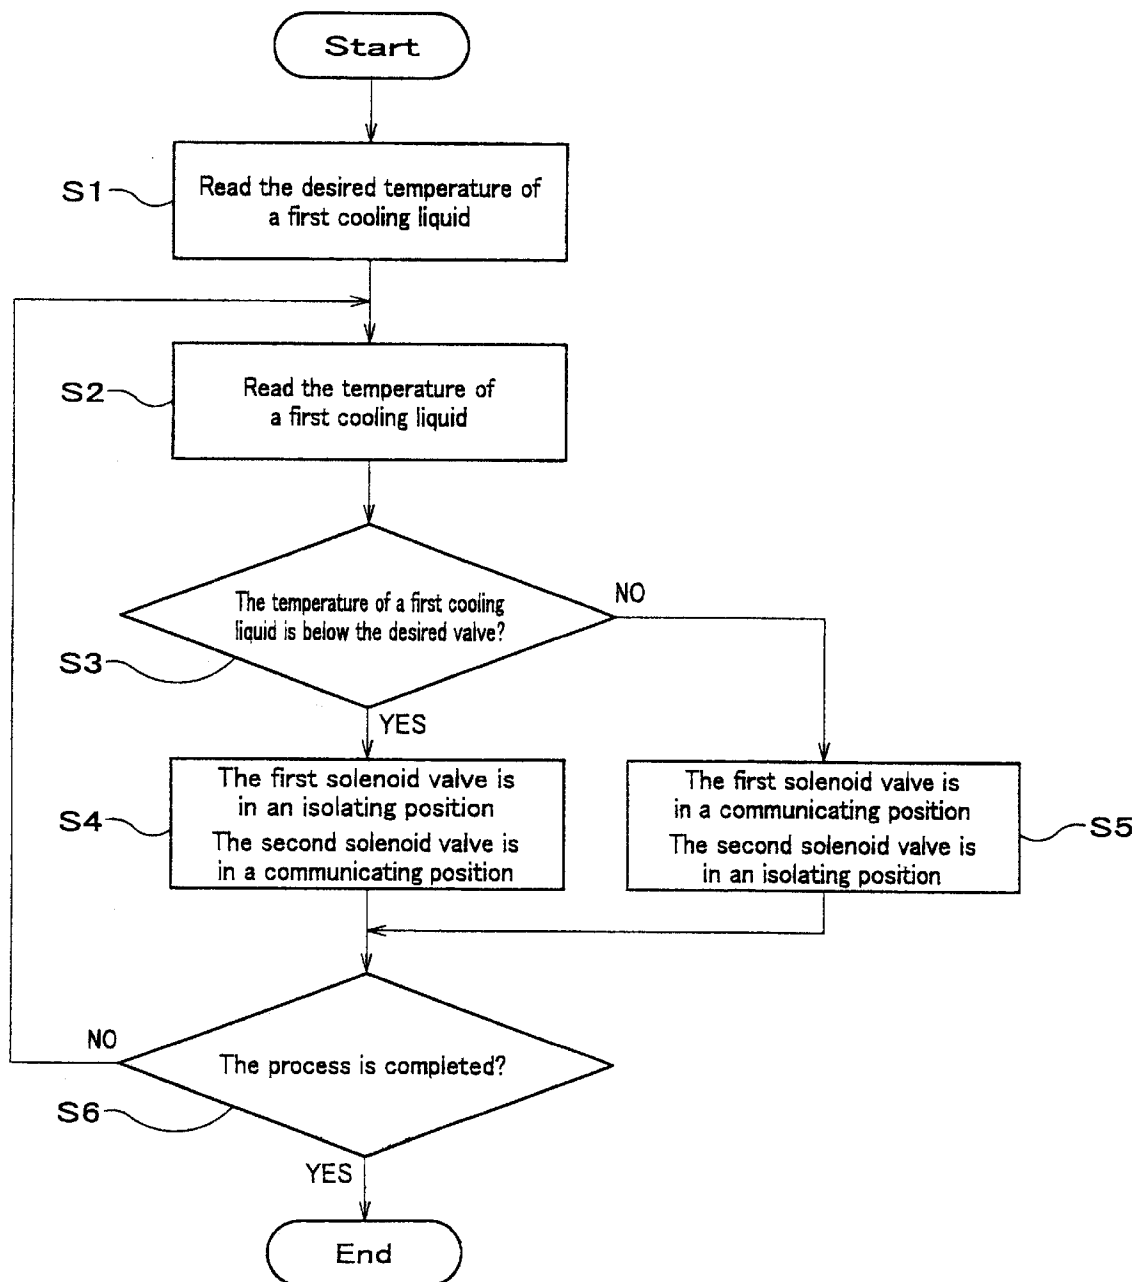 Start
S1
Read the desired temperature of
a first cooling liquid
S2
Read the temperature of
a first cooling liquid
S3
The temperature of a first cooling
liquid is below the desired valve?
NO
YES
S4
The first solenoid valve is
in an isolating position
The second solenoid valve is
in a communicating position
The first solenoid valve is
in a communicating position
The second solenoid valve is
in an isolating position
S5
NO
The process is completed?
S6
YES
End